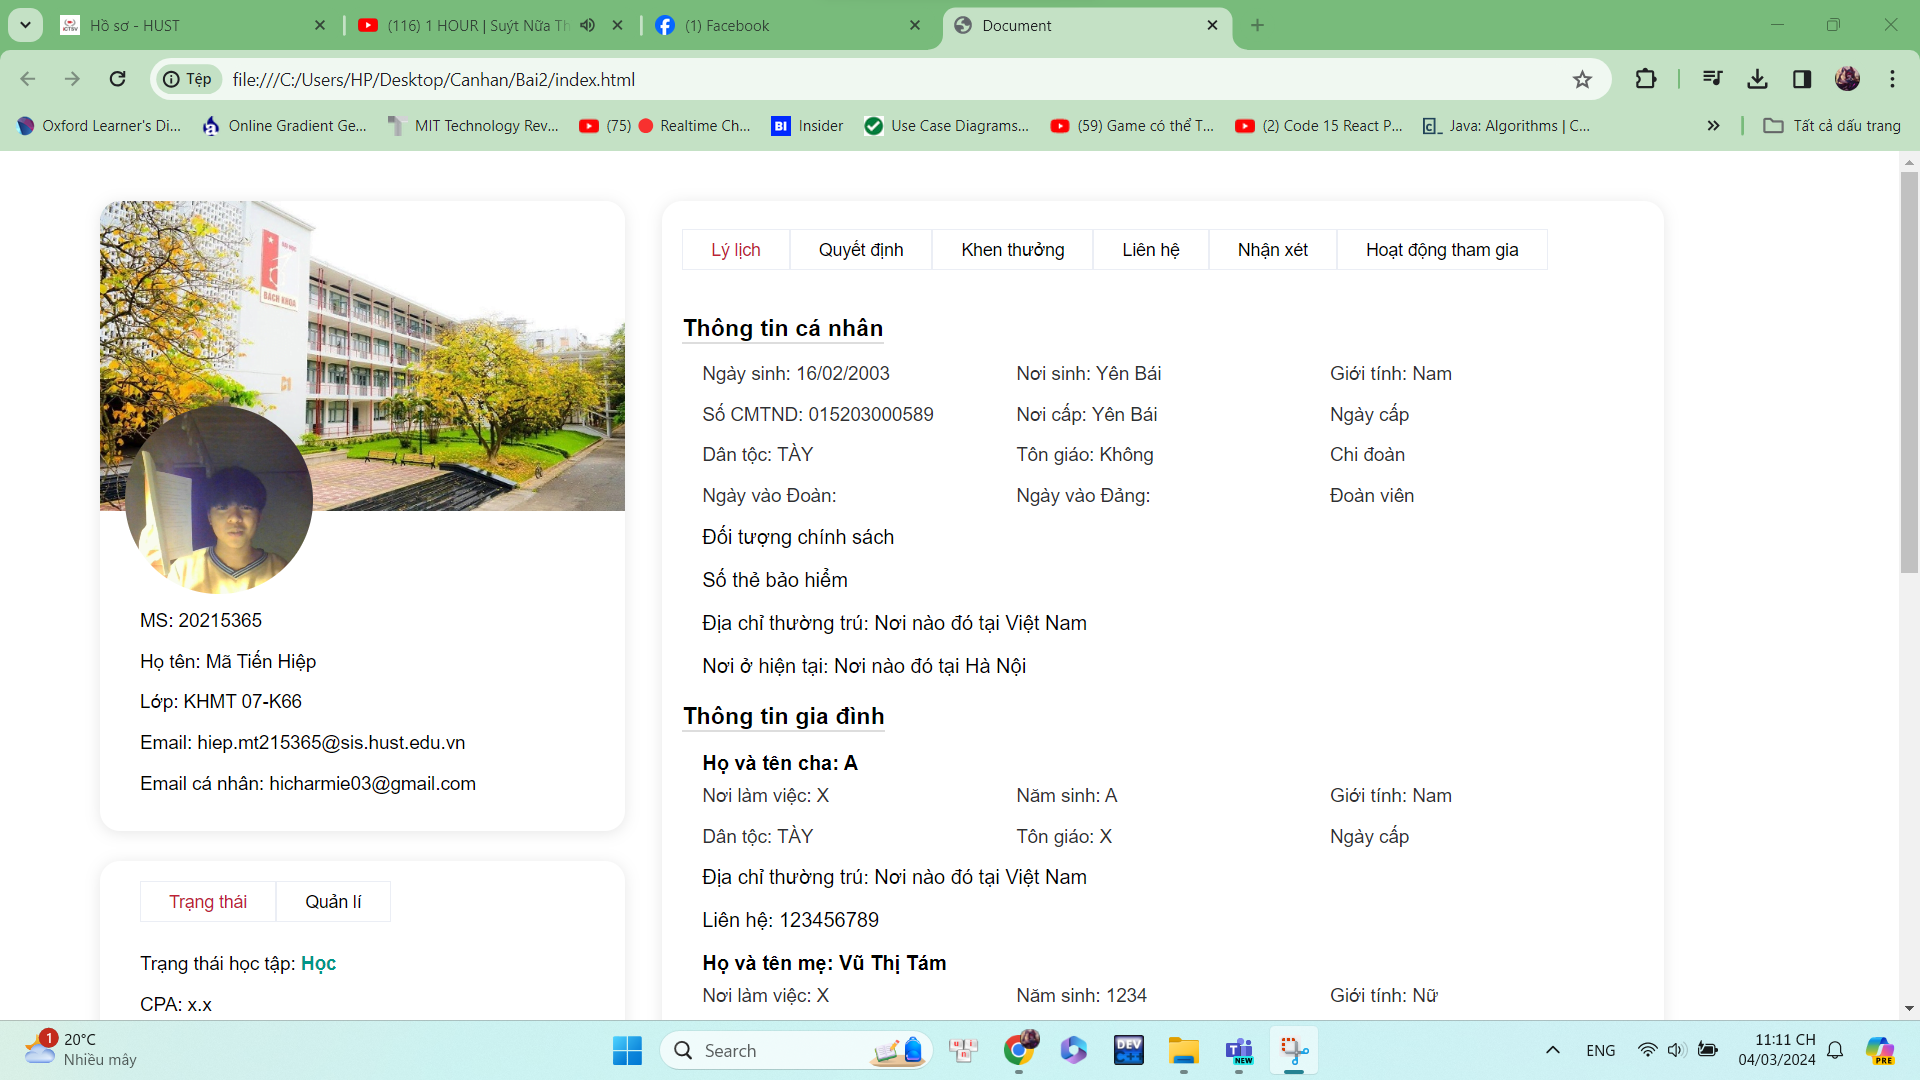 Hồ sơ - HUST
(116) 1 HOUR | Suýt Nữa Th
(1) Facebook
Document
Tệp
file:///C:/Users/HP/Desktop/Canhan/Bai2/index.html
Oxford Learner's Di...
Online Gradient Ge...
MIT Technology Rev...
(75) 🔴 Realtime Ch...
BI Insider
Use Case Diagrams...
(59) Game có thể T...
(2) Code 15 React P...
Java: Algorithms | C...
Tất cả dấu trang
BÁCH KHOA
C1
MS: 20215365
Họ tên: Mã Tiến Hiệp
Lớp: KHMT 07-K66
Email: hiep.mt215365@sis.hust.edu.vn
Email cá nhân: hicharmie03@gmail.com
Trạng thái
Quản lí
Trạng thái học tập: Học
CPA: x.x
Lý lịch
Quyết định
Khen thưởng
Liên hệ
Nhận xét
Hoạt động tham gia
Thông tin cá nhân
Ngày sinh: 16/02/2003
Nơi sinh: Yên Bái
Giới tính: Nam
Số CMTND: 015203000589
Nơi cấp: Yên Bái
Ngày cấp
Dân tộc: TÀY
Tôn giáo: Không
Chi đoàn
Ngày vào Đoàn:
Ngày vào Đảng:
Đoàn viên
Đối tượng chính sách
Số thẻ bảo hiểm
Địa chỉ thường trú: Nơi nào đó tại Việt Nam
Nơi ở hiện tại: Nơi nào đó tại Hà Nội
Thông tin gia đình
Họ và tên cha: A
Nơi làm việc: X
Năm sinh: A
Giới tính: Nam
Dân tộc: TÀY
Tôn giáo: X
Ngày cấp
Địa chỉ thường trú: Nơi nào đó tại Việt Nam
Liên hệ: 123456789
Họ và tên mẹ: Vũ Thị Tám
Nơi làm việc: X
Năm sinh: 1234
Giới tính: Nữ
1
20°C
Nhiều mây
Search
DEV
C++
NEW
ENG
11:11 CH
04/03/2024
PRE